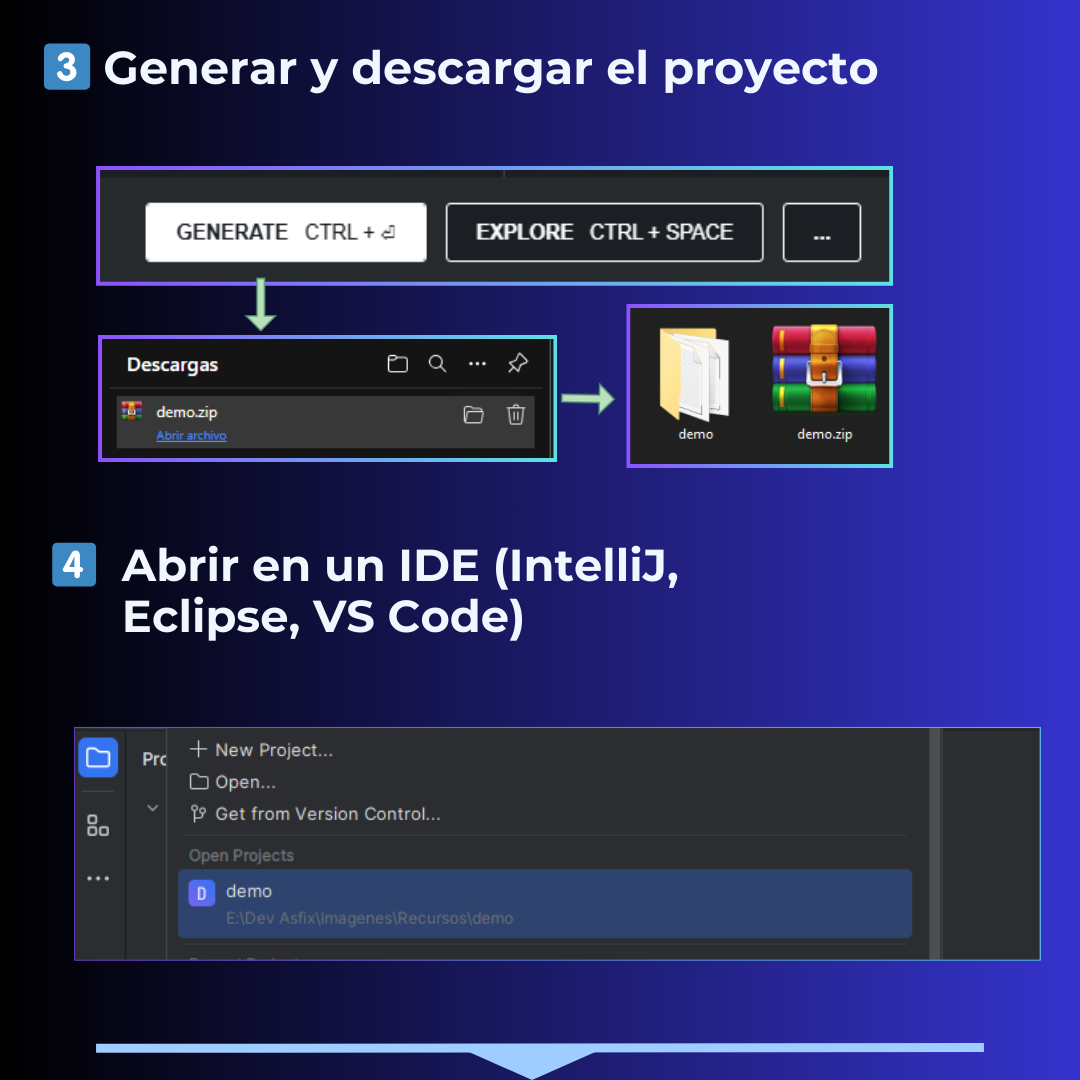 3 Generar y descargar el proyecto
GENERATE CTRL + ⏎
EXPLORE CTRL + SPACE
...
Descargas
demo.zip
Abrir archivo
demo
demo.zip
4 Abrir en un IDE (IntelliJ,
Eclipse, VS Code)
Pro
New Project...
Open...
Get from Version Control...
Open Projects
D demo
E:\Dev Asfix\Imagenes\Recursos\demo